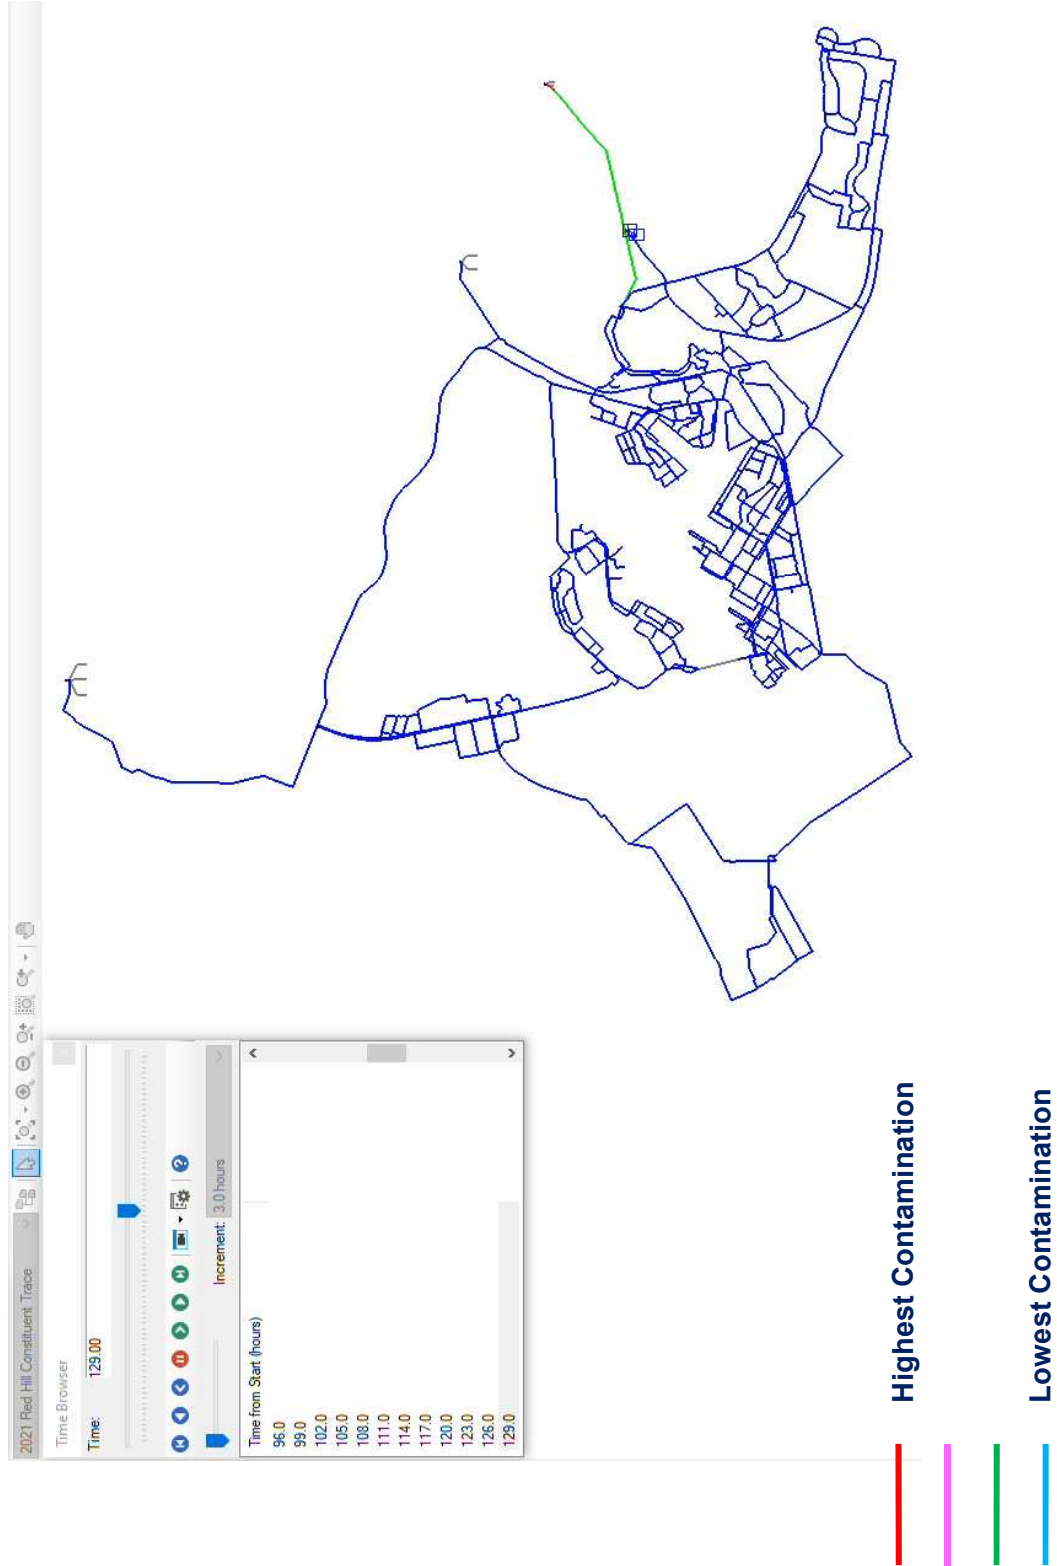 2021 Red Hill Constituent Trace
Time Browser
Time: 129.00
Increment: 3.0 hours
Time from Start (hours)
96.0
99.0
102.0
105.0
108.0
111.0
114.0
117.0
120.0
123.0
126.0
129.0
Highest Contamination
Lowest Contamination